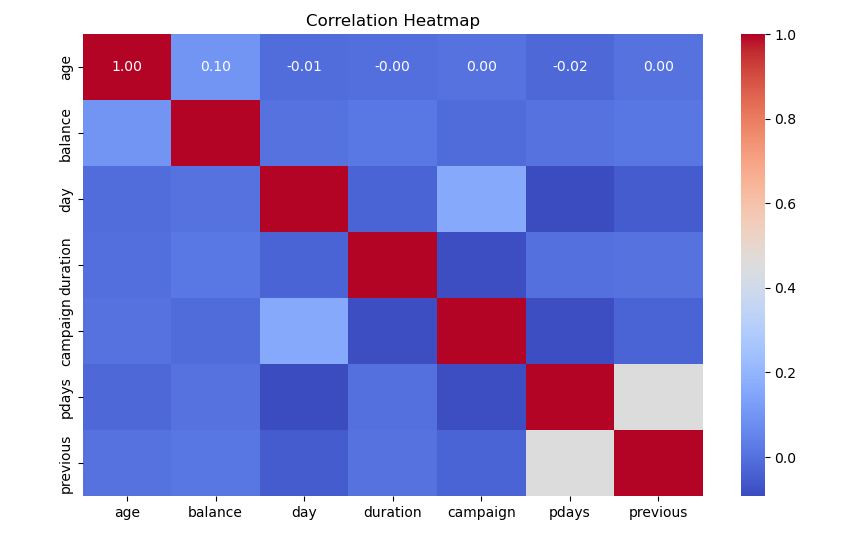 Correlation Heatmap
age 1.00 0.10 -0.01 -0.00 0.00 -0.02 0.00
balance
day
duration
campaign
pdays
previous
age balance day duration campaign pdays previous
1.0
0.8
0.6
0.4
0.2
0.0